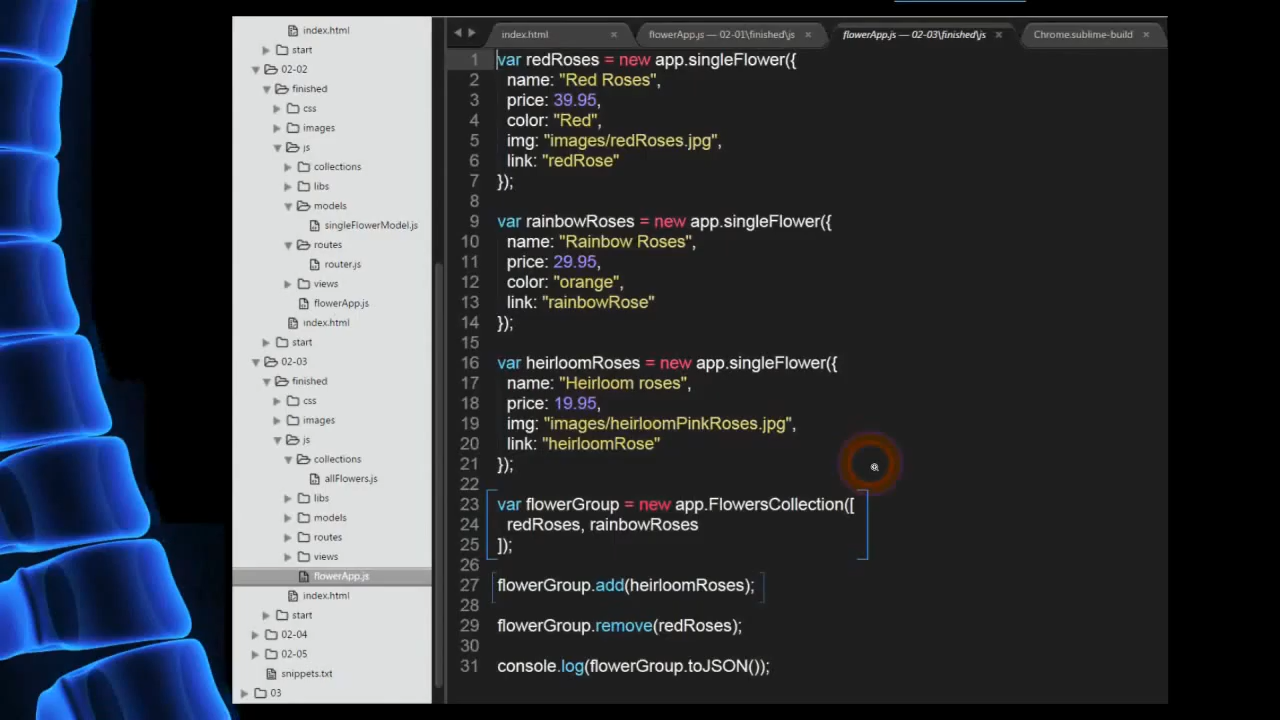 index.html
start
02-02
finished
css
images
js
collections
libs
models
singleFlowerModel.js
routes
router.js
views
flowerApp.js
index.html
start
02-03
finished
css
images
js
collections
allFlowers.js
libs
models
routes
views
flowerApp.js
index.html
start
02-04
02-05
snippets.txt
03
index.html × flowerApp.js — 02-01\finished\js × flowerApp.js — 02-03\finished\js × Chrome.sublime-build ×
1 var redRoses = new app.singleFlower({
2 name: "Red Roses",
3 price: 39.95,
4 color: "Red",
5 img: "images/redRoses.jpg",
6 link: "redRose"
7 });
8
9 var rainbowRoses = new app.singleFlower({
10 name: "Rainbow Roses",
11 price: 29.95,
12 color: "orange",
13 link: "rainbowRose"
14 });
15
16 var heirloomRoses = new app.singleFlower({
17 name: "Heirloom roses",
18 price: 19.95,
19 img: "images/heirloomPinkRoses.jpg",
20 link: "heirloomRose"
21 });
22
23 var flowerGroup = new app.FlowersCollection([
24 redRoses, rainbowRoses
25 ]);
26
27 flowerGroup.add(heirloomRoses);
28
29 flowerGroup.remove(redRoses);
30
31 console.log(flowerGroup.toJSON());